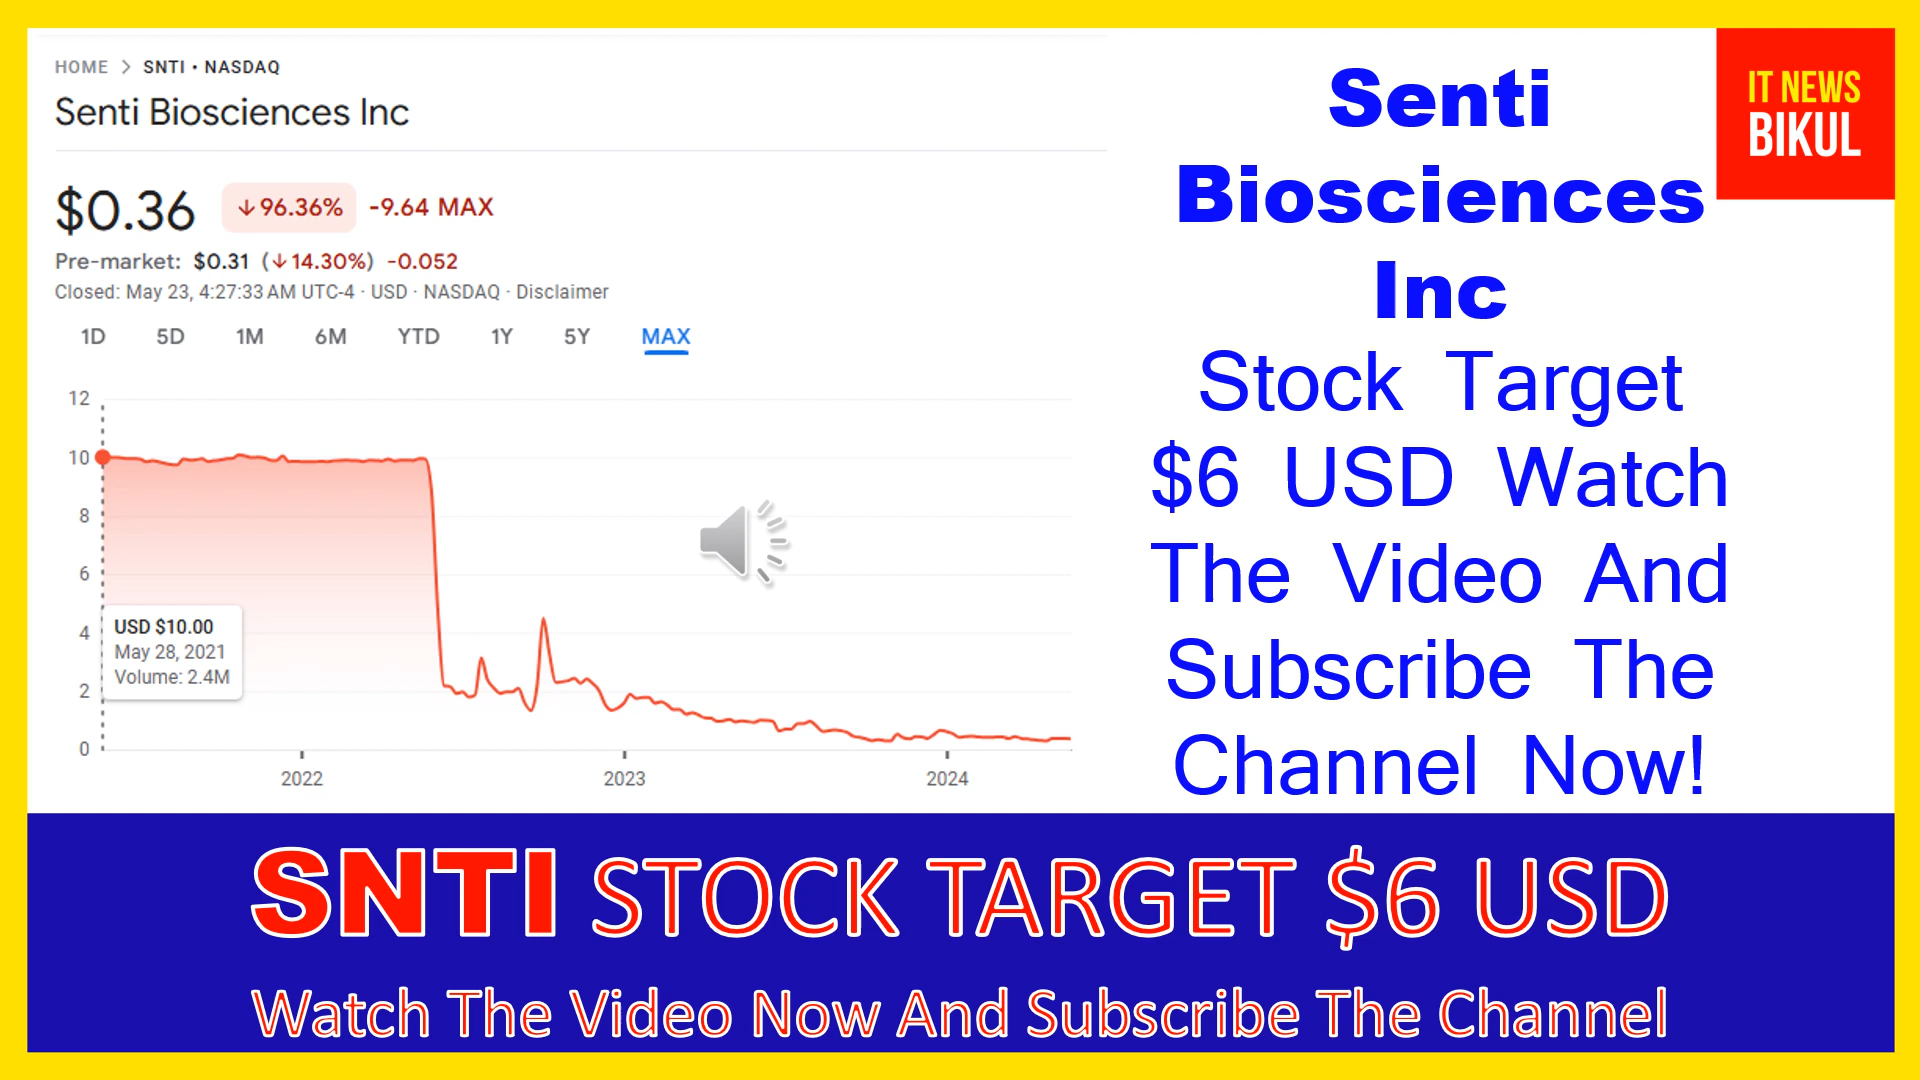 HOME > SNTI • NASDAQ
Senti Biosciences Inc
$0.36 ↓96.36% -9.64 MAX
Pre-market: $0.31 (↓14.30%) -0.052
Closed: May 23, 4:27:33 AM UTC-4 · USD · NASDAQ · Disclaimer
1D 5D 1M 6M YTD 1Y 5Y MAX
12
10
8
6
4
2
0
USD $10.00
May 28, 2021
Volume: 2.4M
2022 2023 2024
Senti
Biosciences
Inc
Stock Target
$6 USD Watch
The Video And
Subscribe The
Channel Now!
IT NEWS
BIKUL
SNTI STOCK TARGET $6 USD
Watch The Video Now And Subscribe The Channel